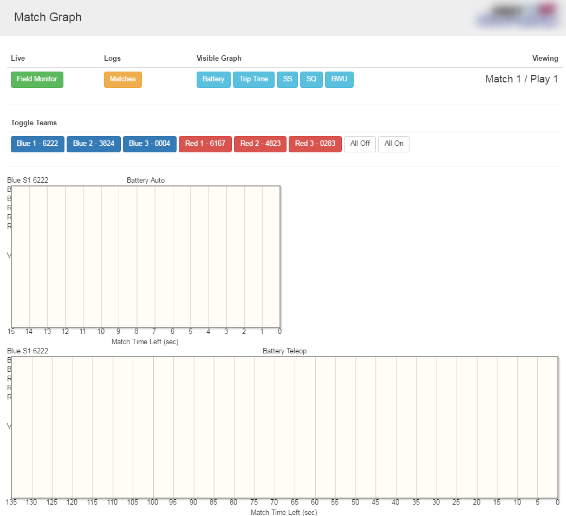 Match Graph
Live Logs Visible Graph Viewing
Field Monitor Matches Battery Trip Time SS SQ BWU Match 1 / Play 1
Toggle Teams
Blue 1 - 6222 Blue 2 - 3624 Blue 3 - 0004 Red 1 - 6167 Red 2 - 4823 Red 3 - 0283 All Off All On
Blue S1 6222 Battery Auto
B
B
R
R
R
V
15 14 13 12 11 10 9 8 7 6 5 4 3 2 1 0
Match Time Left (sec)
Blue S1 6222 Battery Teleop
B
B
R
R
R
V
135 130 125 120 115 110 105 100 95 90 85 80 75 70 65 60 55 50 45 40 35 30 25 20 15 10 5 0
Match Time Left (sec)